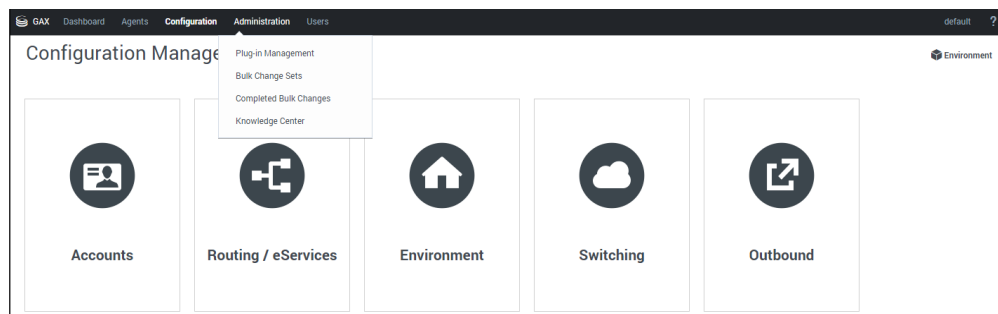 GAX Dashboard Agents Configuration Administration Users default ?
Configuration Manage
Environment
Plug-in Management
Bulk Change Sets
Completed Bulk Changes
Knowledge Center
Accounts
Routing / eServices
Environment
Switching
Outbound